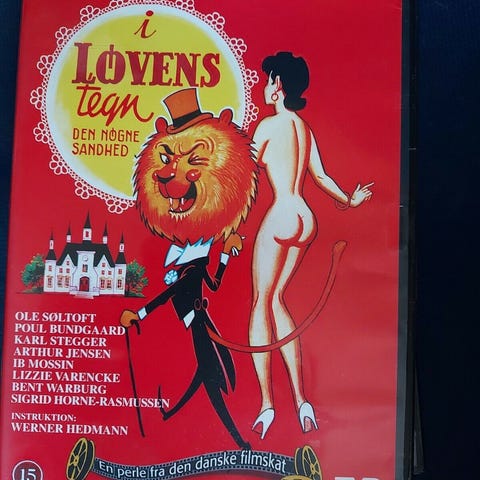 i
LØVENS
tegn
DEN NØGNE
SANDHED
OLE SØLTOFT
POUL BUNDGAARD
KARL STEGGER
ARTHUR JENSEN
IB MOSSIN
LIZZIE VARENCKE
BENT WARBURG
SIGRID HORNE-RASMUSSEN
INSTRUKTION:
WERNER HEDMANN
En perle fra den danske filmskat
15